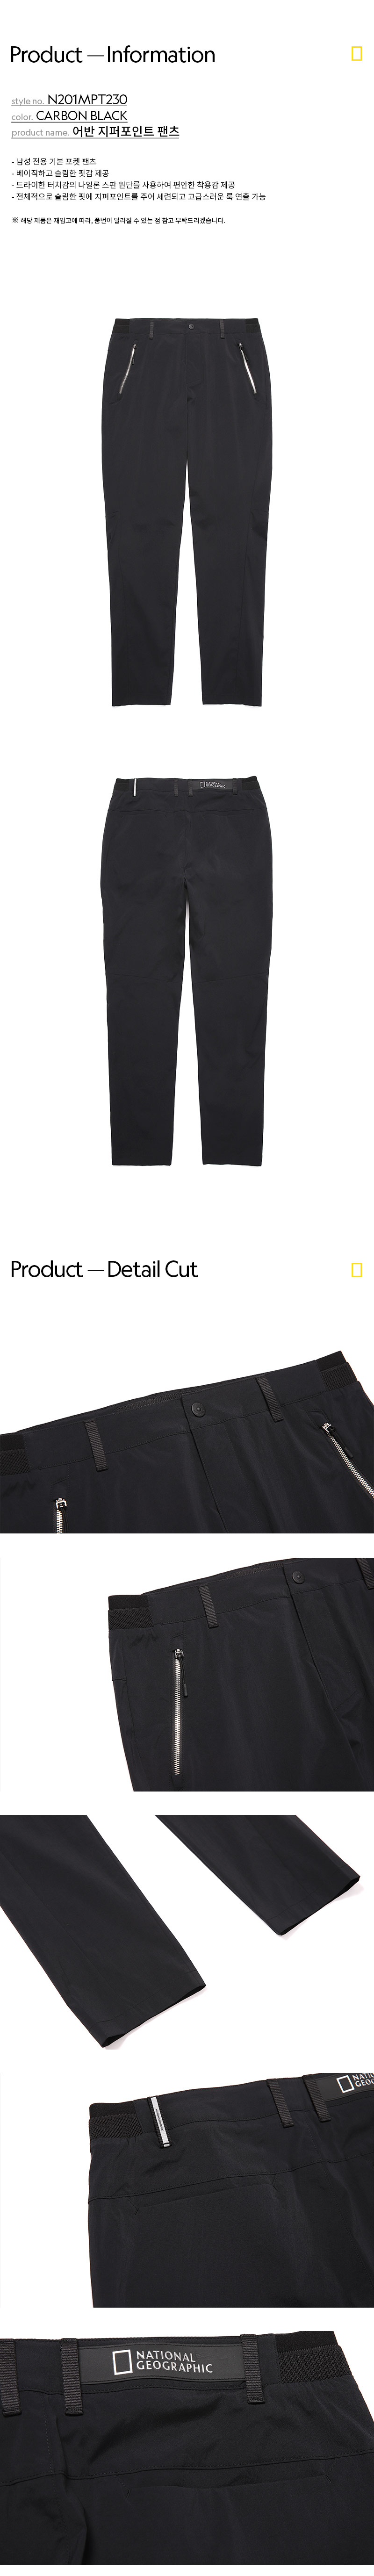 Product — Information
style no. N201MPT230
color. CARBON BLACK
product name. 어반 지퍼포인트 팬츠
- 남성 전용 기본 포켓 팬츠
- 베이직하고 슬림한 핏감 제공
- 드라이한 터치감의 나일론 스판 원단를 사용하여 편안한 착용감 제공
- 전체적으로 슬림한 핏에 지퍼포인트를 주어 세련되고 고급스러운 룩 연출 가능
※ 해당 제품은 재입고에 따라, 품번이 달라질 수 있는 점 참고 부탁드리겠습니다.
NATIONAL
GEOGRAPHIC
Product — Detail Cut
NATIO
GEOG
NATIONAL
GEOGRAPHIC